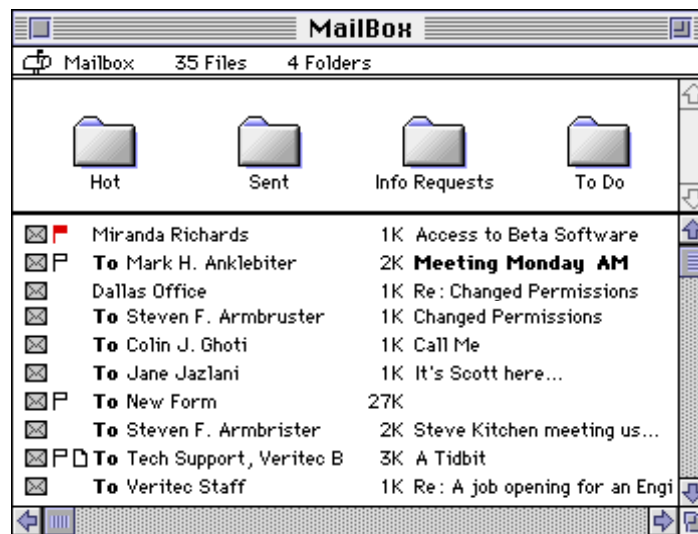 MailBox
Mailbox 35 Files 4 Folders
Hot Sent Info Requests To Do
Miranda Richards 1K Access to Beta Software
To Mark H. Anklebiter 2K Meeting Monday AM
Dallas Office 1K Re: Changed Permissions
To Steven F. Armbruster 1K Changed Permissions
To Colin J. Ghoti 1K Call Me
To Jane Jazlani 1K It's Scott here...
To New Form 27K
To Steven F. Armbrister 2K Steve Kitchen meeting us...
To Tech Support, Veritec B 3K A Tidbit
To Veritec Staff 1K Re: A job opening for an Engi